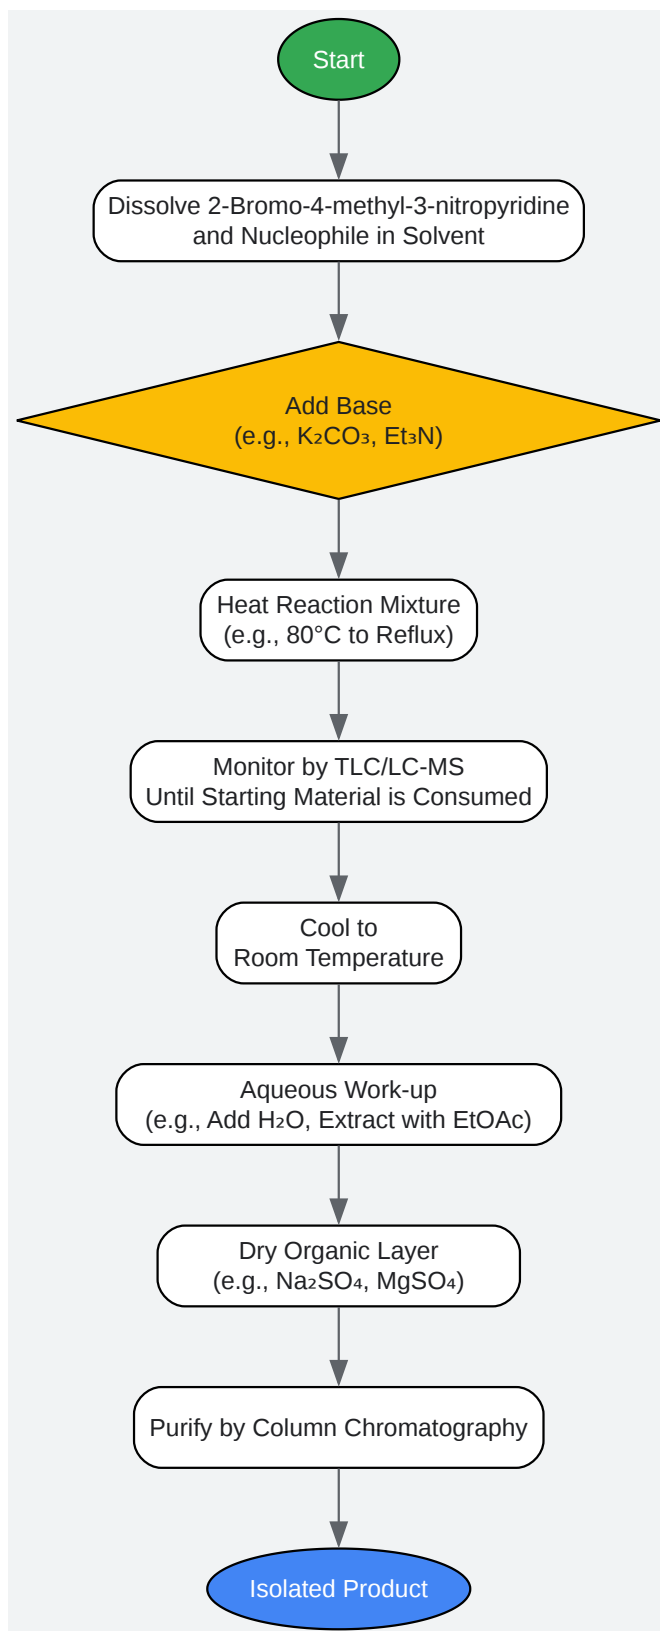 Start
Dissolve 2-Bromo-4-methyl-3-nitropyridine
and Nucleophile in Solvent
Add Base
(e.g., K₂CO₃, Et₃N)
Heat Reaction Mixture
(e.g., 80°C to Reflux)
Monitor by TLC/LC-MS
Until Starting Material is Consumed
Cool to
Room Temperature
Aqueous Work-up
(e.g., Add H₂O, Extract with EtOAc)
Dry Organic Layer
(e.g., Na₂SO₄, MgSO₄)
Purify by Column Chromatography
Isolated Product